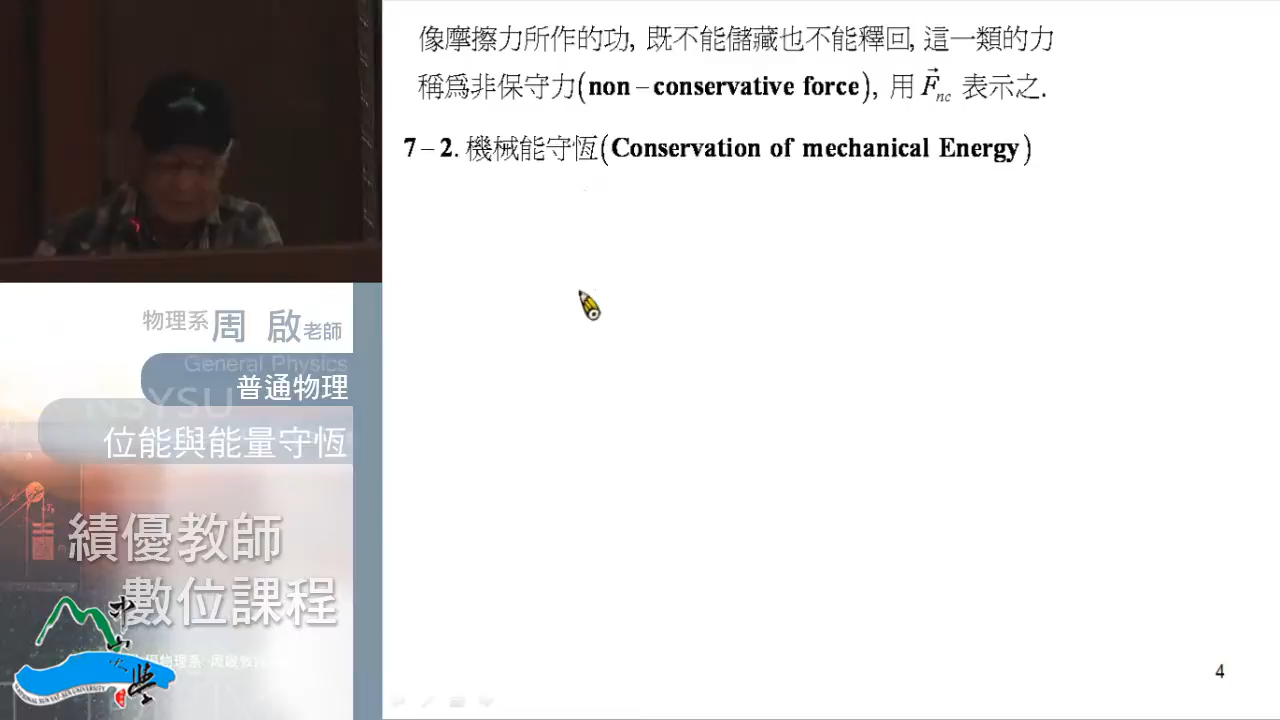 像摩擦力所作的功, 既不能儲藏也不能釋回, 這一類的力
稱爲非保守力(non-conservative force), 用 F⃗nc 表示之.
7-2. 機械能守恆(Conservation of mechanical Energy)
物理系 周 啟 老師
General Physics
普通物理
NSYSU
位能與能量守恆
績優教師
數位課程
4